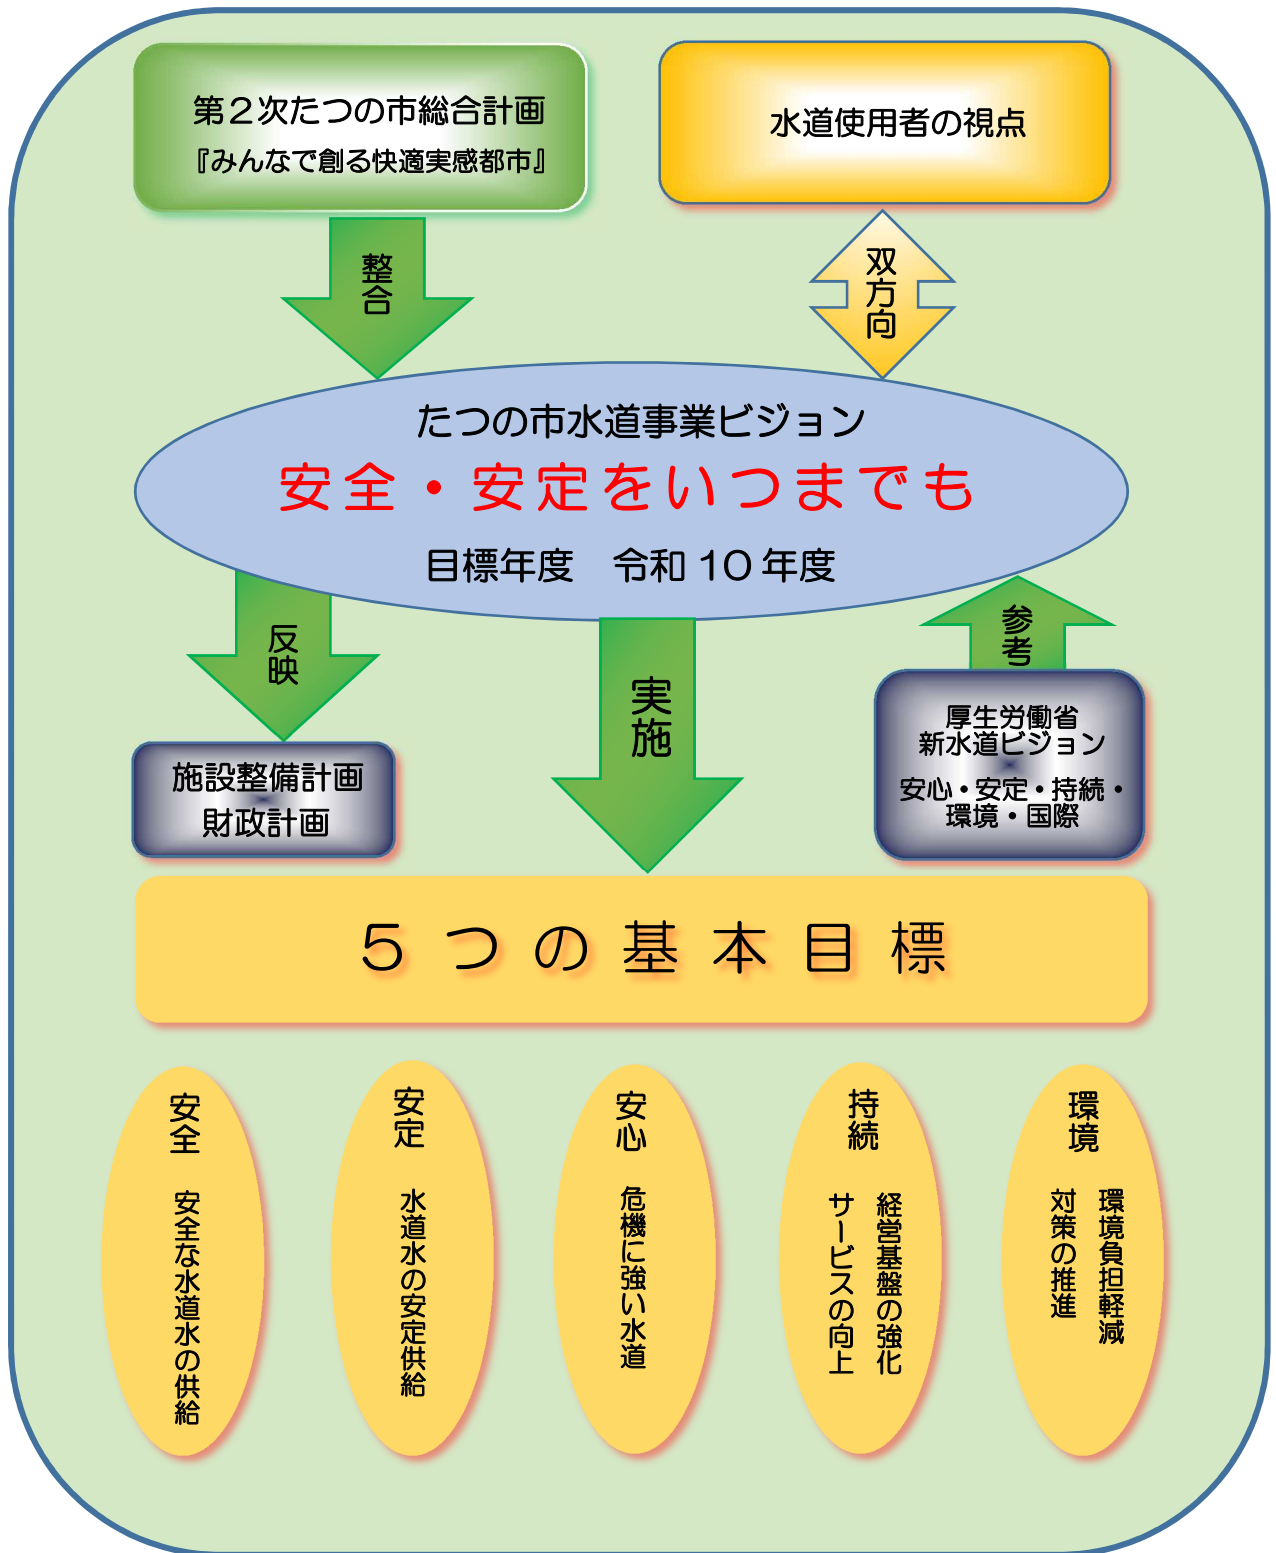 第２次たつの市総合計画
『みんなで創る快適実感都市』
水道使用者の視点
整合
双方向
たつの市水道事業ビジョン
安全・安定をいつまでも
目標年度　令和 10 年度
反映
実施
参考
施設整備計画
財政計画
厚生労働省
新水道ビジョン
安心・安定・持続・
環境・国際
５つの基本目標
安全
安全な水道水の供給
安定
水道水の安定供給
安心
危機に強い水道
持続
経営基盤の強化
サービスの向上
環境
環境負担軽減
対策の推進